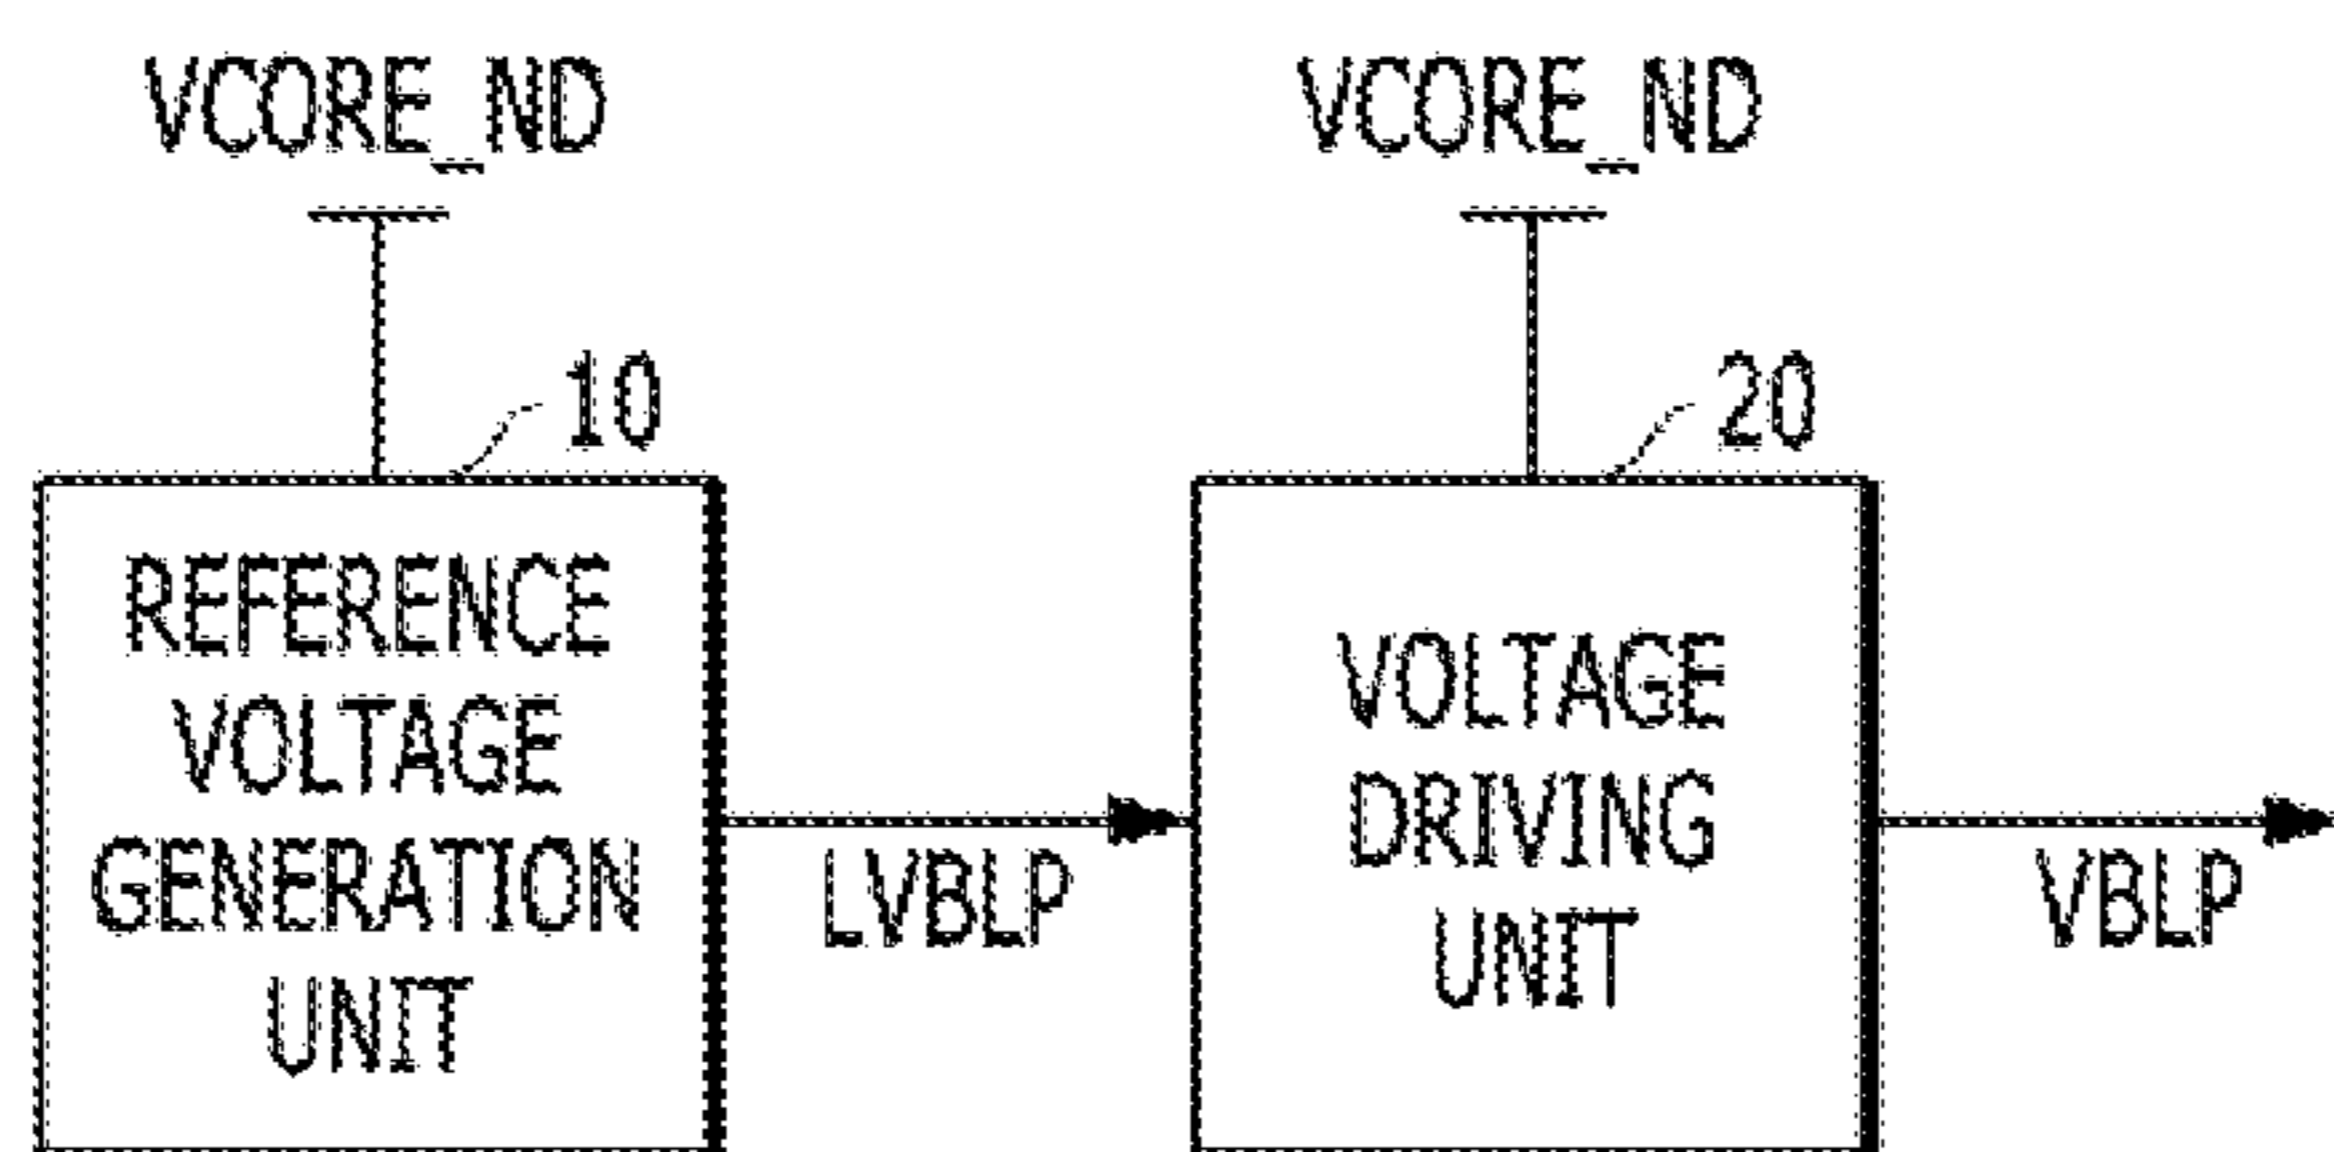 VCORE_ND
VCORE_ND
10
20
REFERENCE
VOLTAGE
GENERATION
UNIT
LVBLP
VOLTAGE
DRIVING
UNIT
VBLP